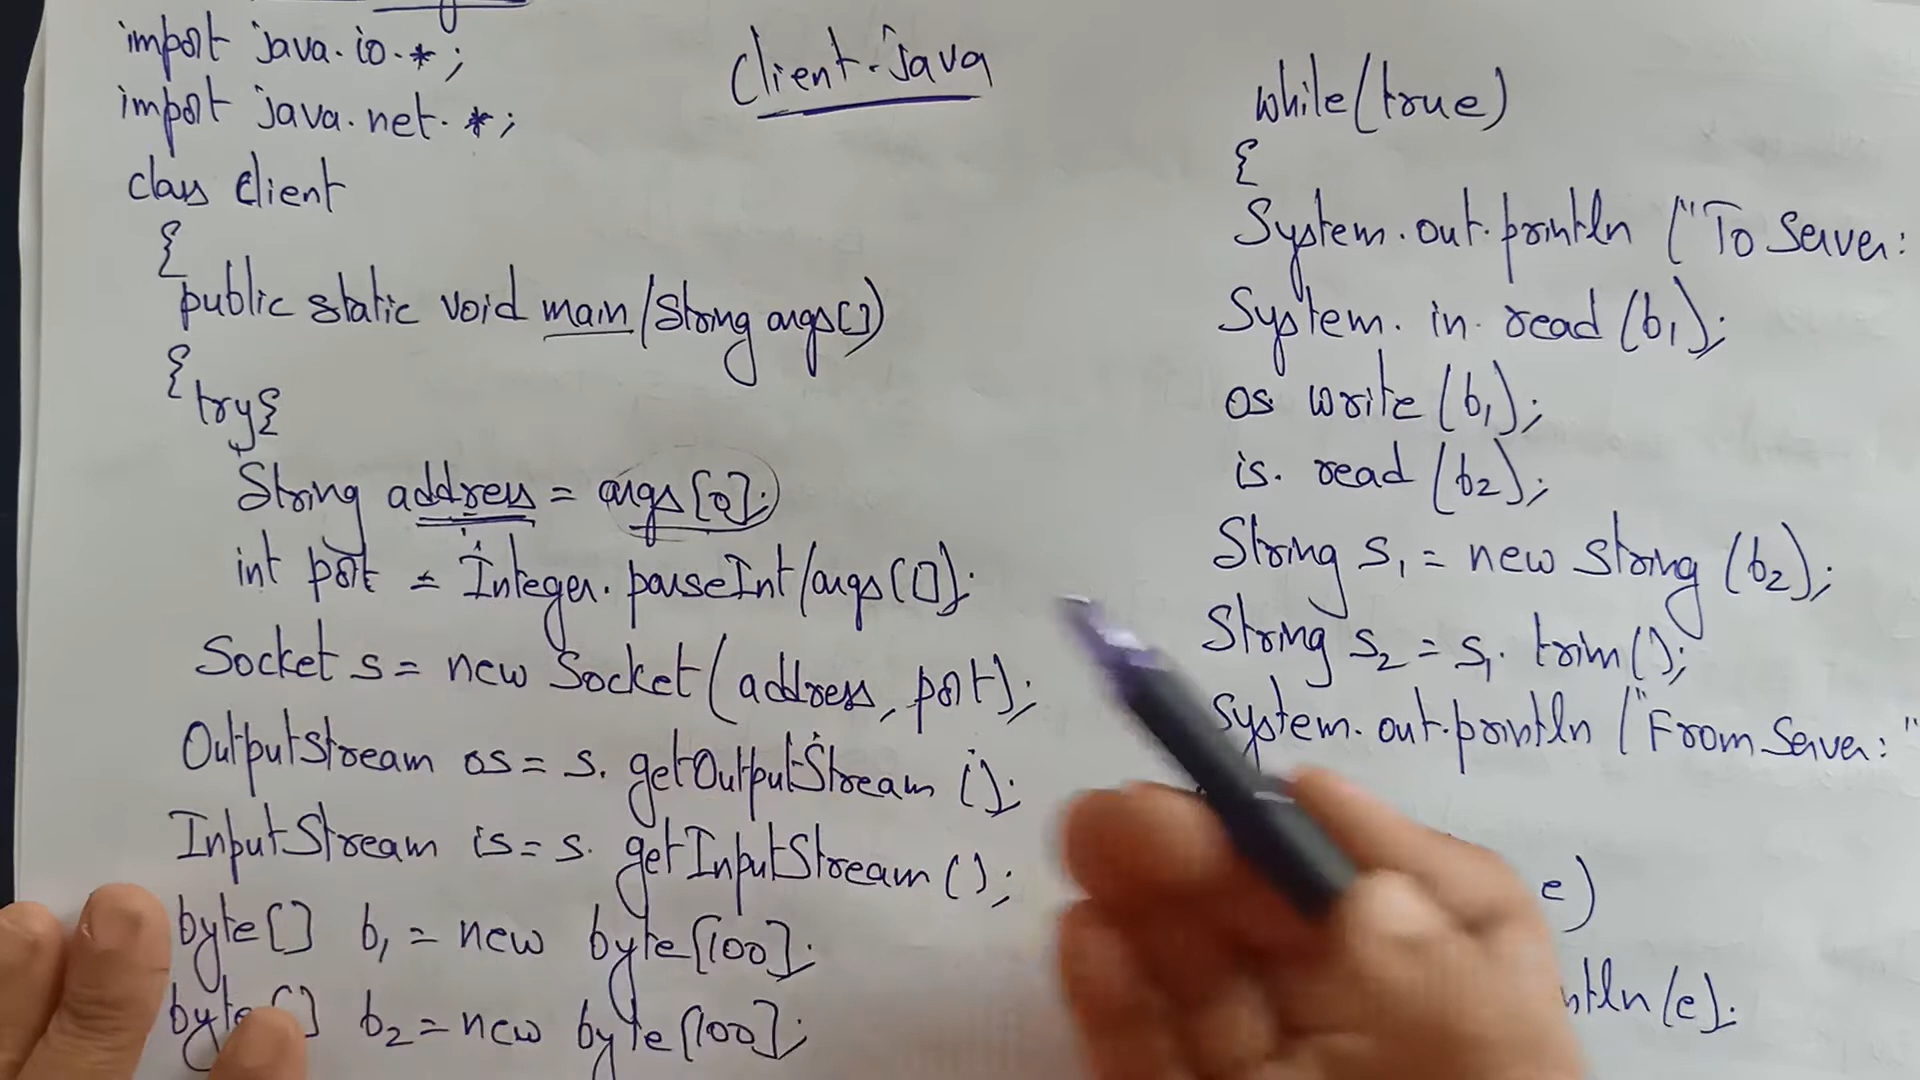 import java.io.*;
import java.net.*;
Client.java
class Client
{
public static void main(String args[])
{
try{
String address = args[0];
int port = Integer.parseInt(args[1]);
Socket s = new Socket(address, port);
OutputStream os = s.getOutputStream();
InputStream is = s.getInputStream();
byte[] b1 = new byte[100];
byte[] b2 = new byte[100];
while(true)
{
System.out.println ("To Server:
System.in.read(b1);
os write(b1);
is.read(b2);
String s1 = new String(b2);
String s2 = s1.trim();
System.out.println ("From Server:"
e)
ntln(e);